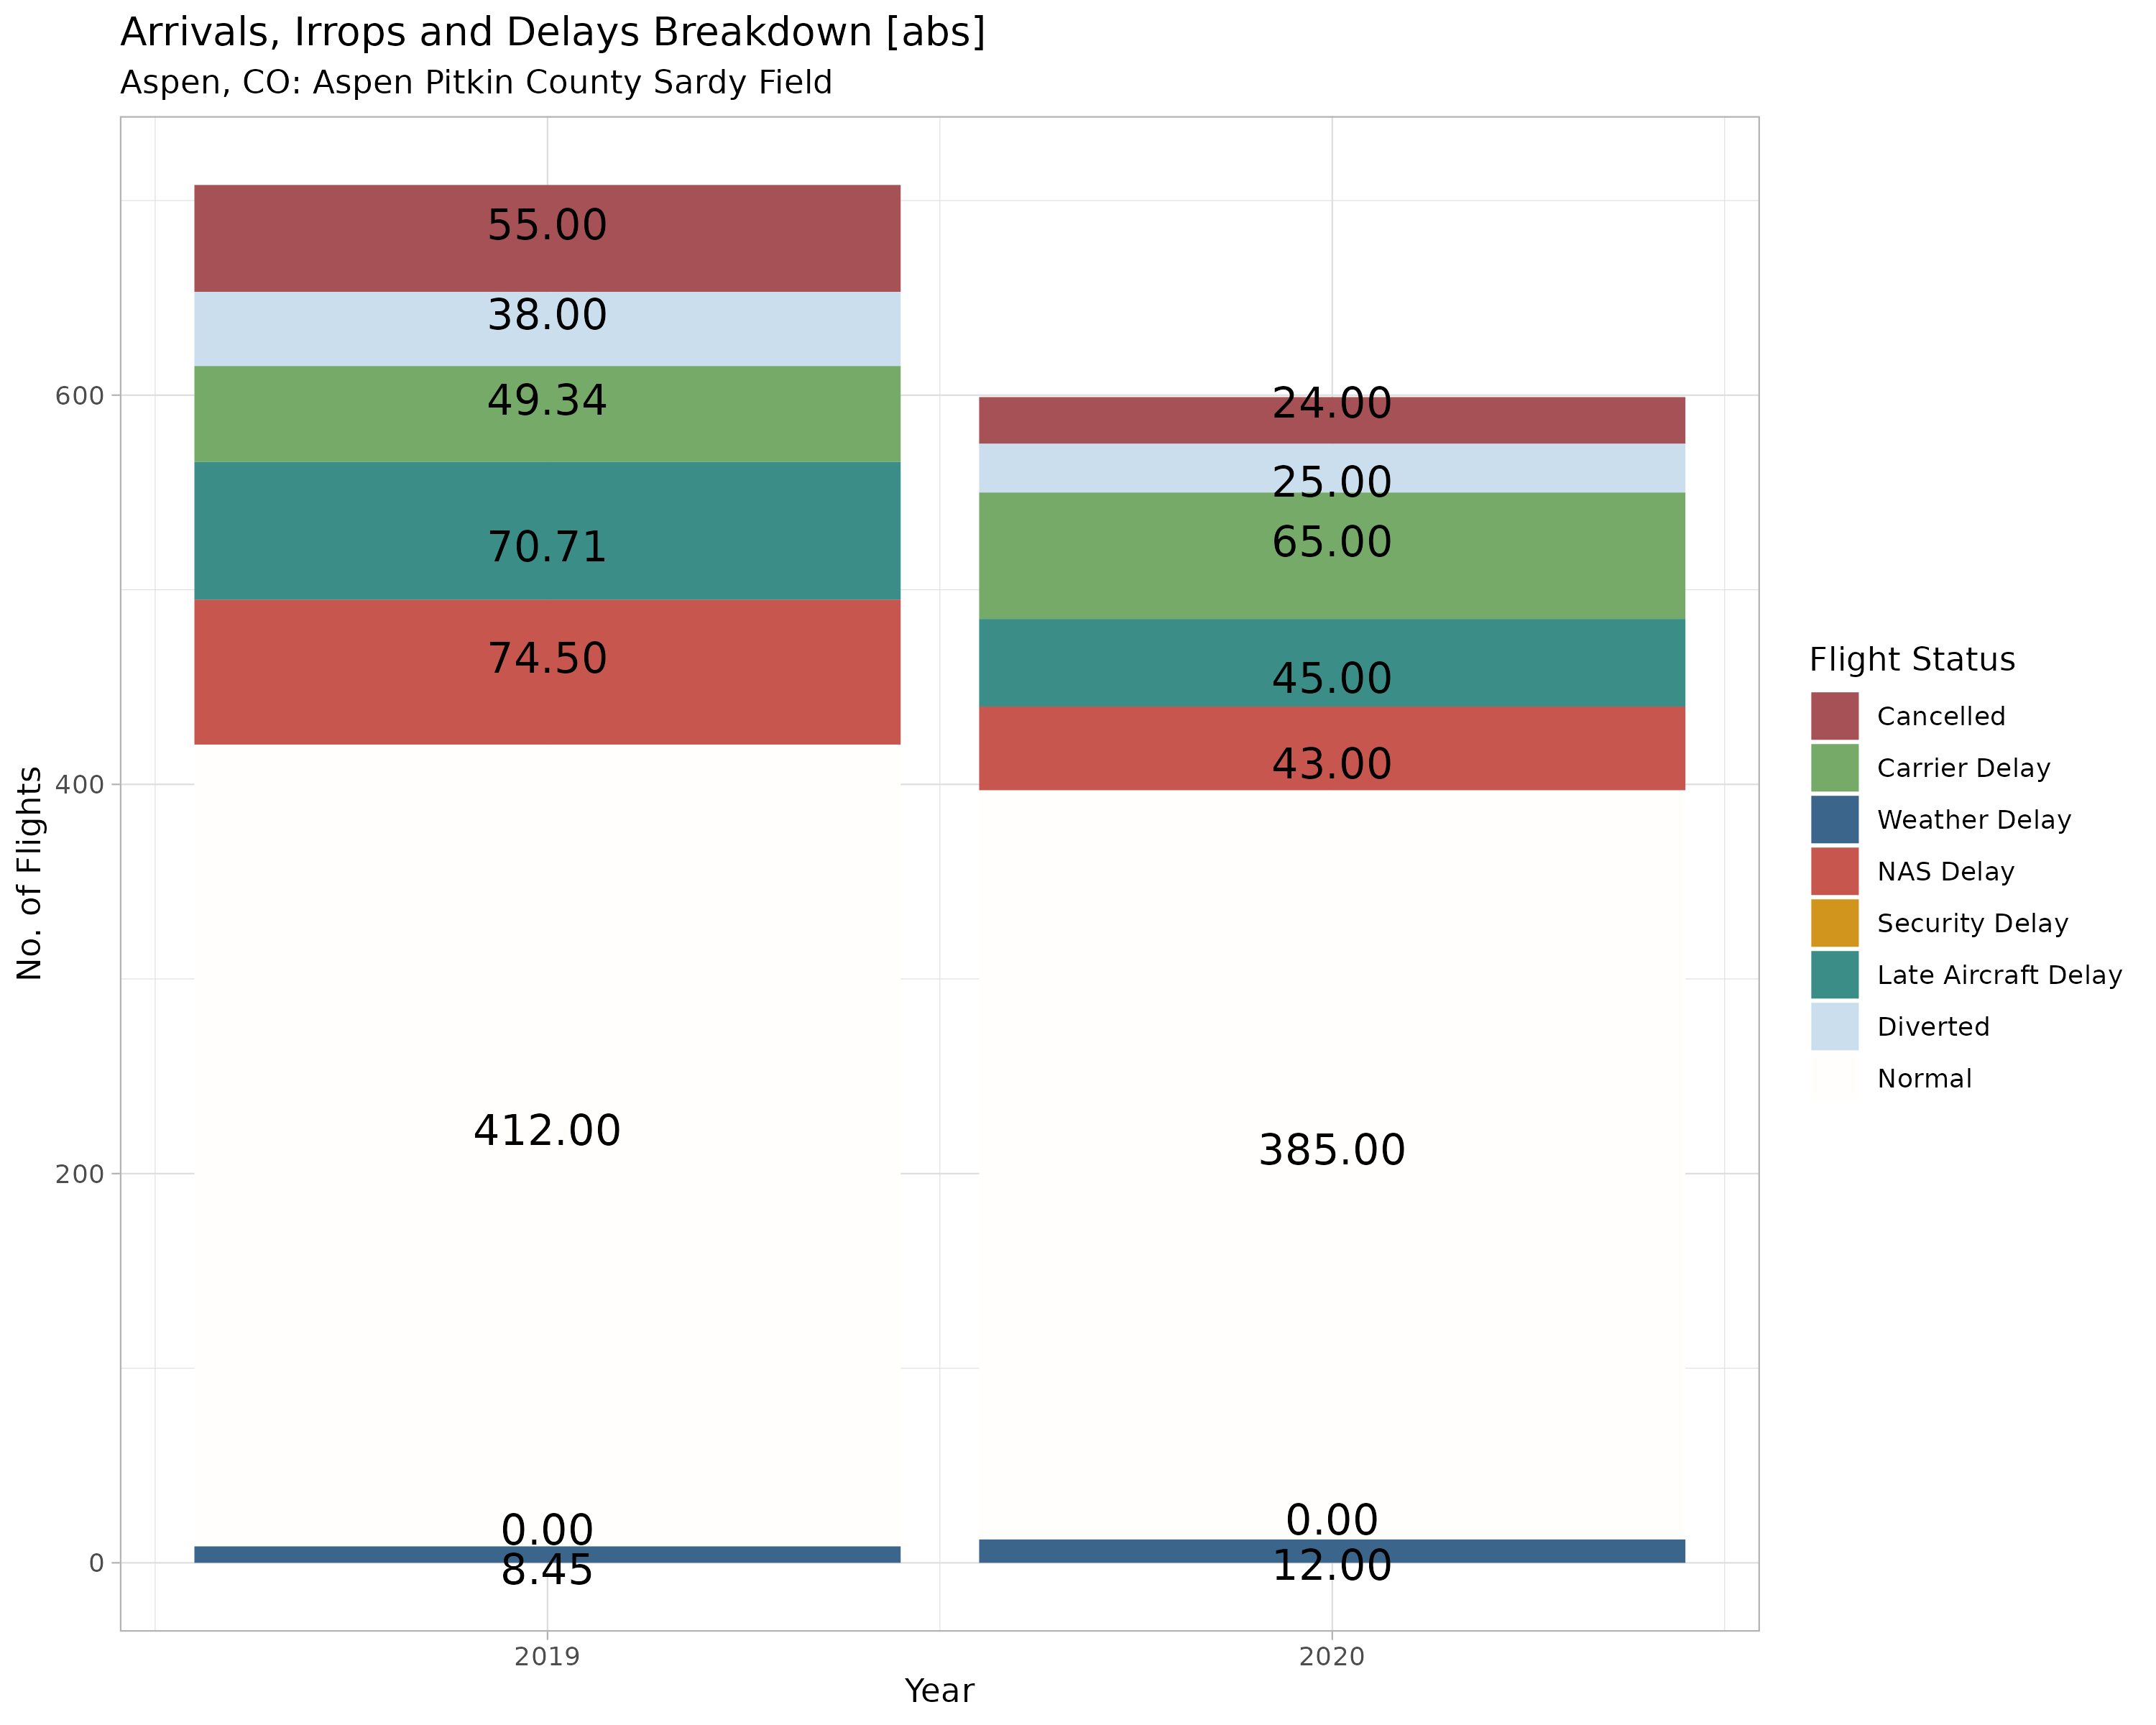 Arrivals, Irrops and Delays Breakdown [abs]
Aspen, CO: Aspen Pitkin County Sardy Field
No. of Flights
600
400
200
0
55.00
38.00
49.34
70.71
74.50
412.00
0.00
8.45
24.00
25.00
65.00
45.00
43.00
385.00
0.00
12.00
2019
2020
Year
Flight Status
Cancelled
Carrier Delay
Weather Delay
NAS Delay
Security Delay
Late Aircraft Delay
Diverted
Normal